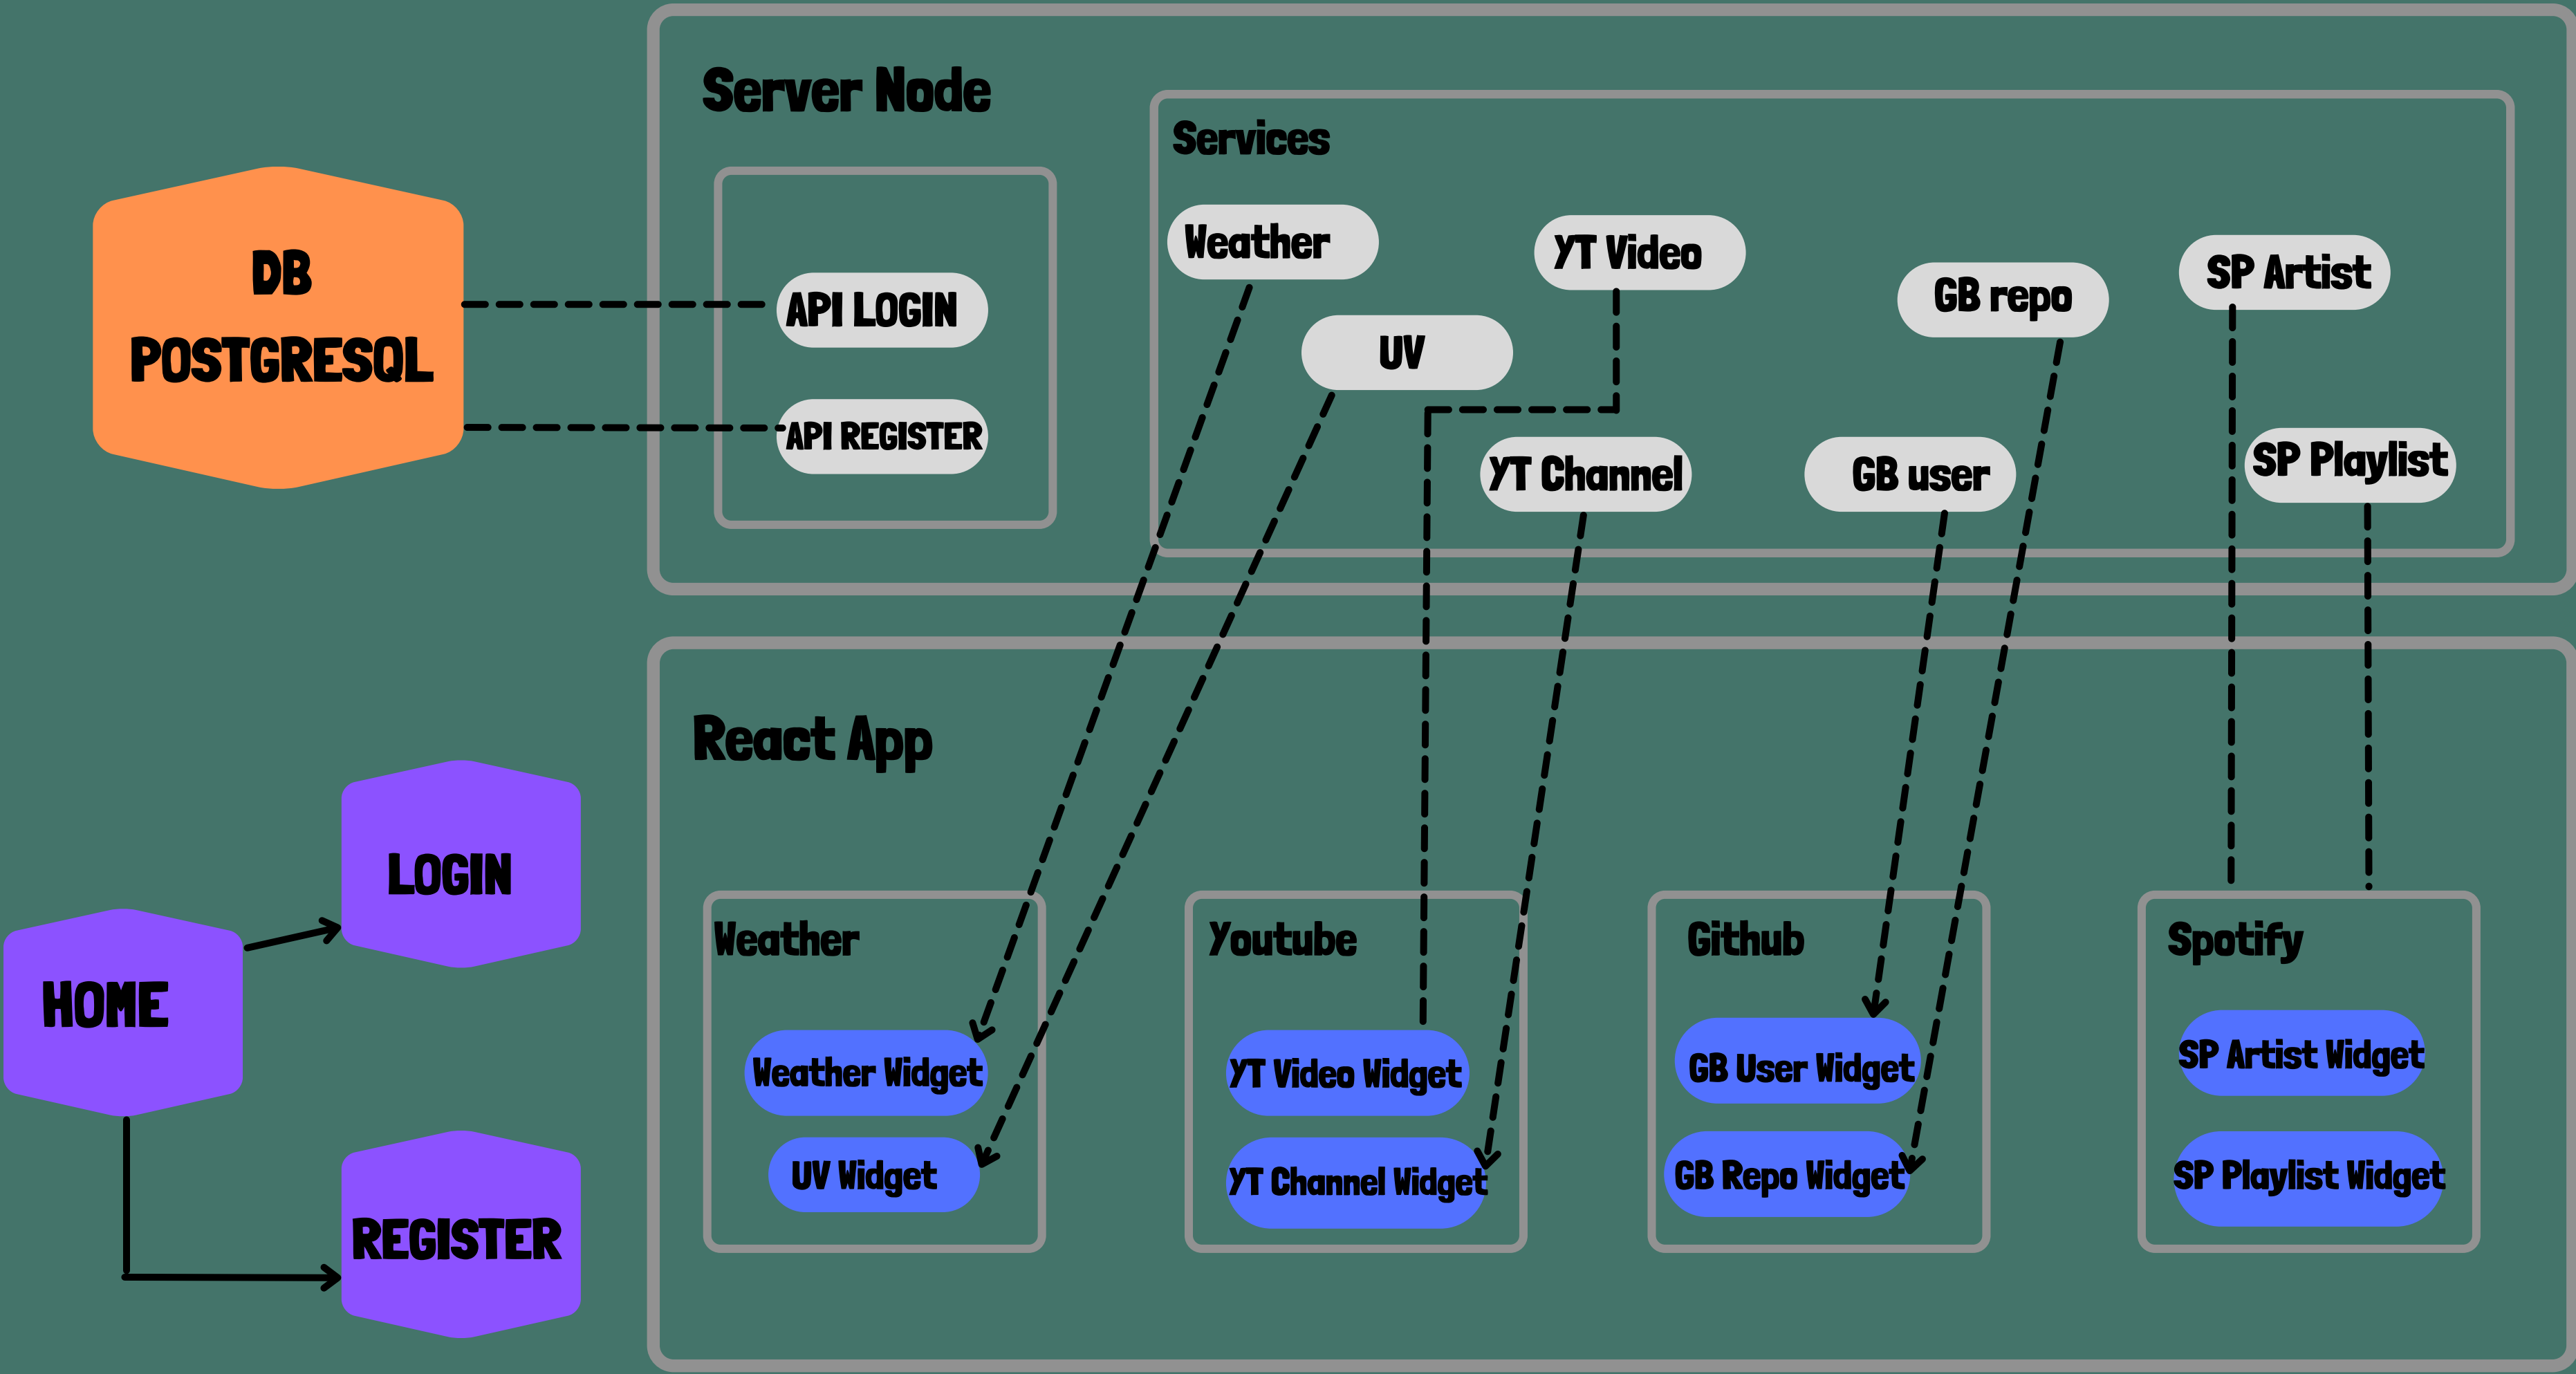 Server Node
Services
Weather
YT Video
SP Artist
GB repo
UV
DB
POSTGRESQL
API LOGIN
API REGISTER
YT Channel
GB user
SP Playlist
React App
LOGIN
HOME
REGISTER
Weather
Weather Widget
UV Widget
Youtube
YT Video Widget
YT Channel Widget
Github
GB User Widget
GB Repo Widget
Spotify
SP Artist Widget
SP Playlist Widget